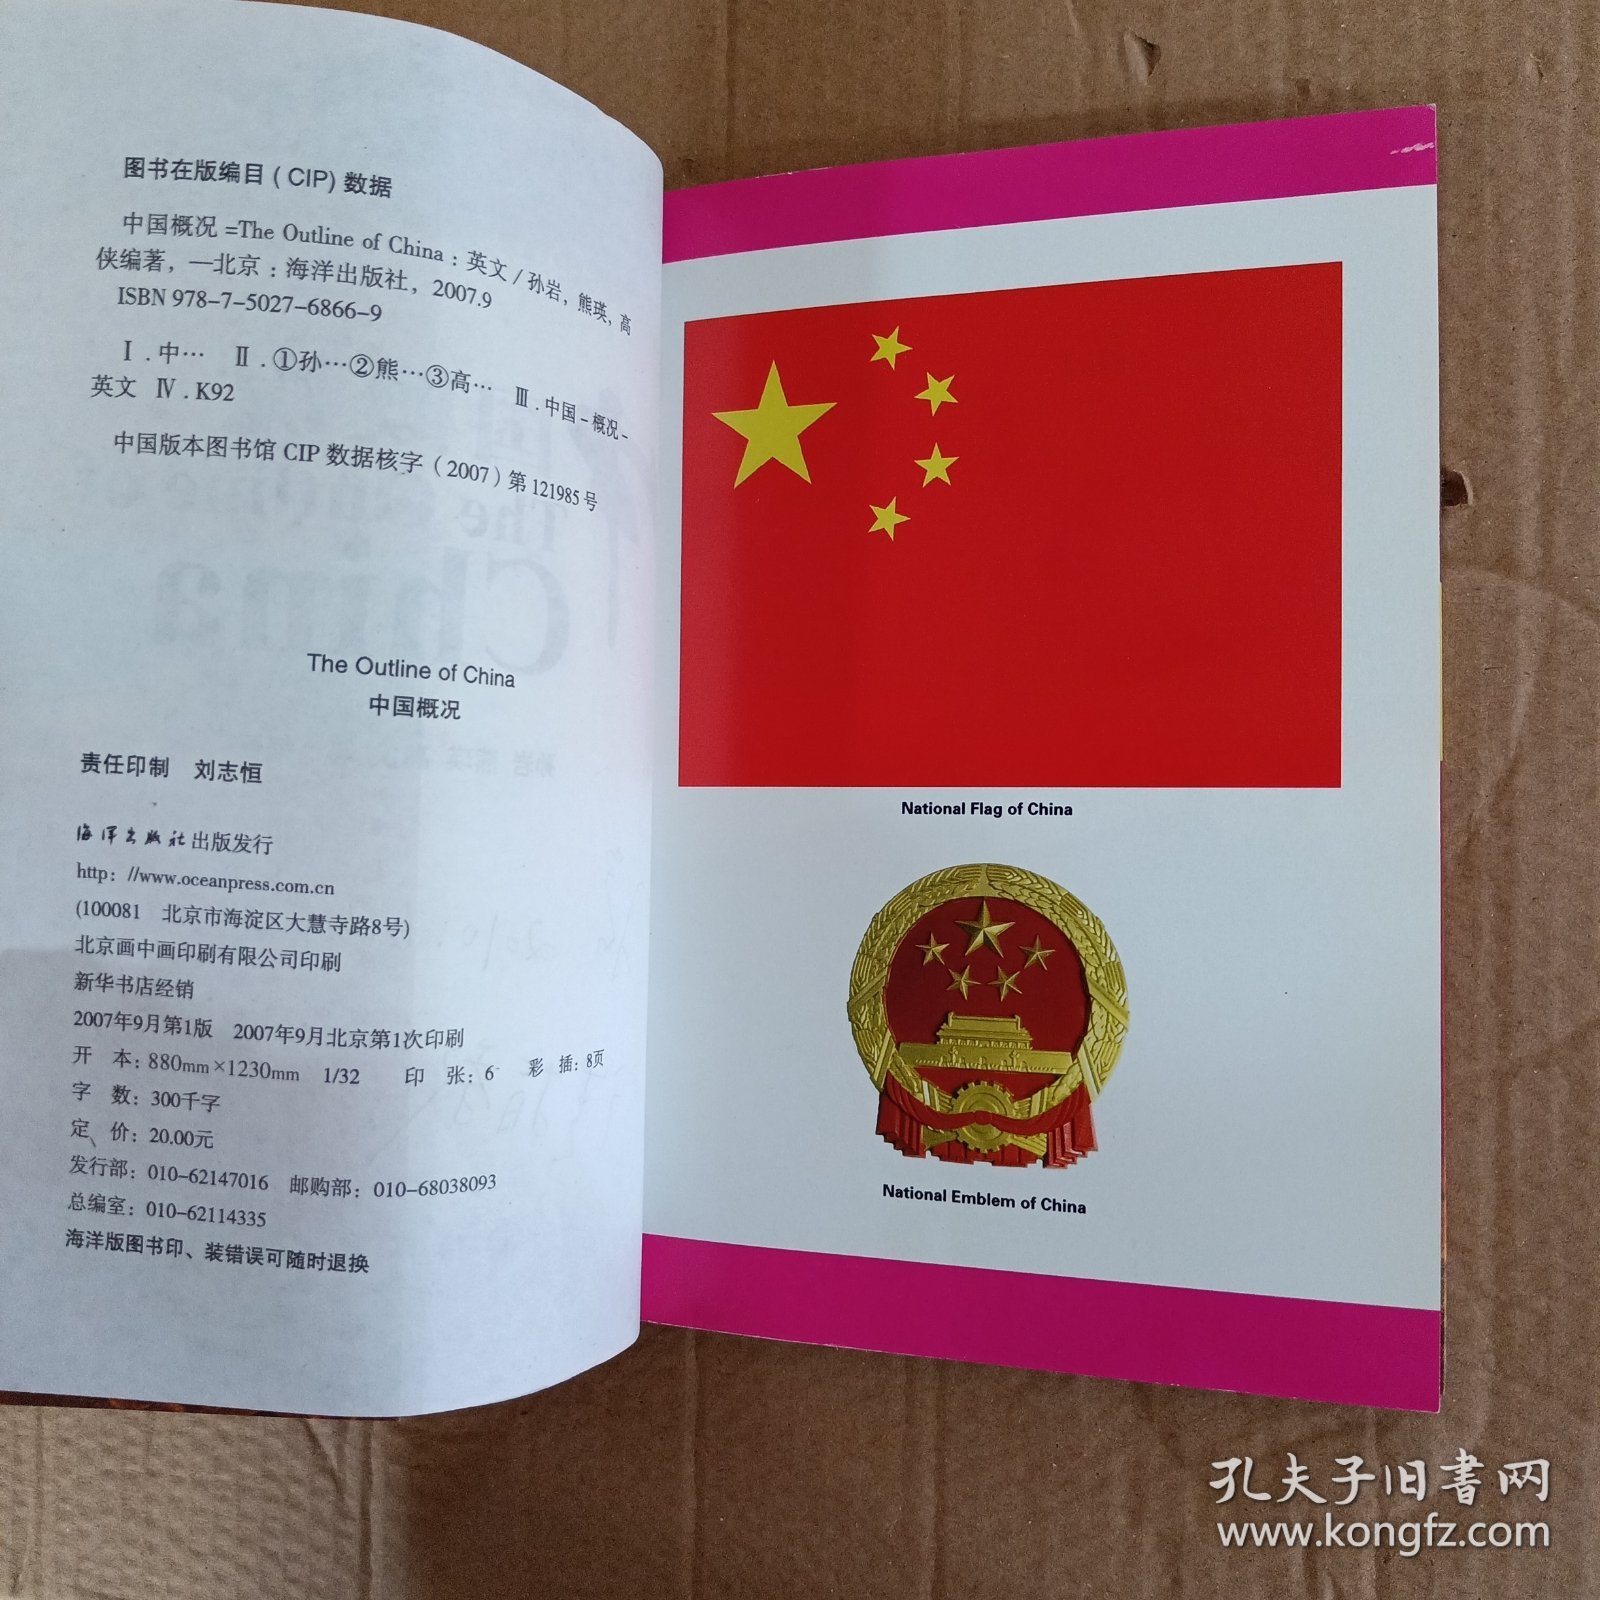 图书在版编目(CIP)数据
中国概况=The Outline of China:英文/孙岩,熊瑛,高
侠编著,—北京:海洋出版社,2007.9
ISBN 978-7-5027-6866-9
Ⅰ.中… Ⅱ.①孙…②熊…③高… Ⅲ.中国-概况-
英文 Ⅳ.K92
中国版本图书馆CIP数据核字(2007)第121985号
The Outline of China
中国概况
责任印制 刘志恒
海洋出版社 出版发行
http://www.oceanpress.com.cn
(100081 北京市海淀区大慧寺路8号)
北京画中画印刷有限公司印刷
新华书店经销
2007年9月第1版 2007年9月北京第1次印刷
开 本:880mm×1230mm 1/32 印 张:6 彩 插:8页
字 数:300千字
定 价:20.00元
发行部:010-62147016 邮购部:010-68038093
总编室:010-62114335
海洋版图书印、装错误可随时退换
National Flag of China
National Emblem of China
孔夫子旧书网
www.kongfz.com